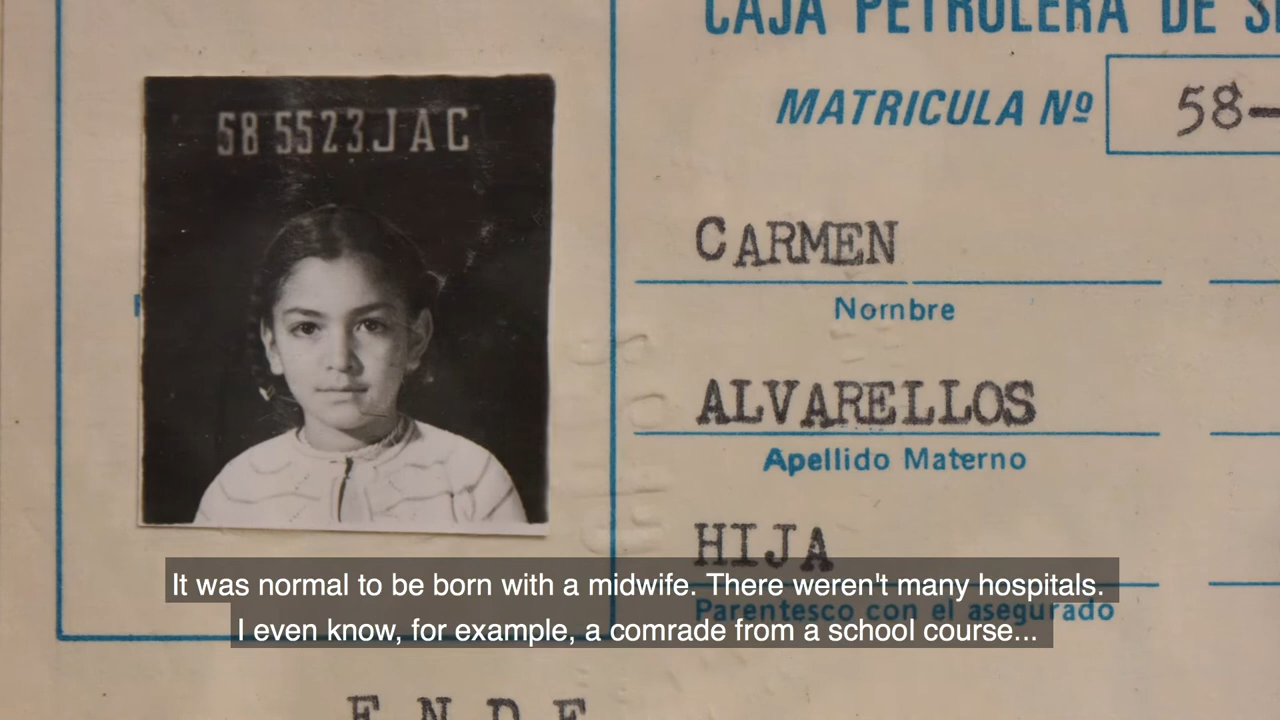 CAJA PETROLERA DE
MATRICULA Nº 58-
58 5523 JAC
CARMEN
Nombre
ALVARELLOS
Apellido Materno
HIJA
Parentesco con el asegurado
It was normal to be born with a midwife. There weren't many hospitals.
I even know, for example, a comrade from a school course...
ENDE